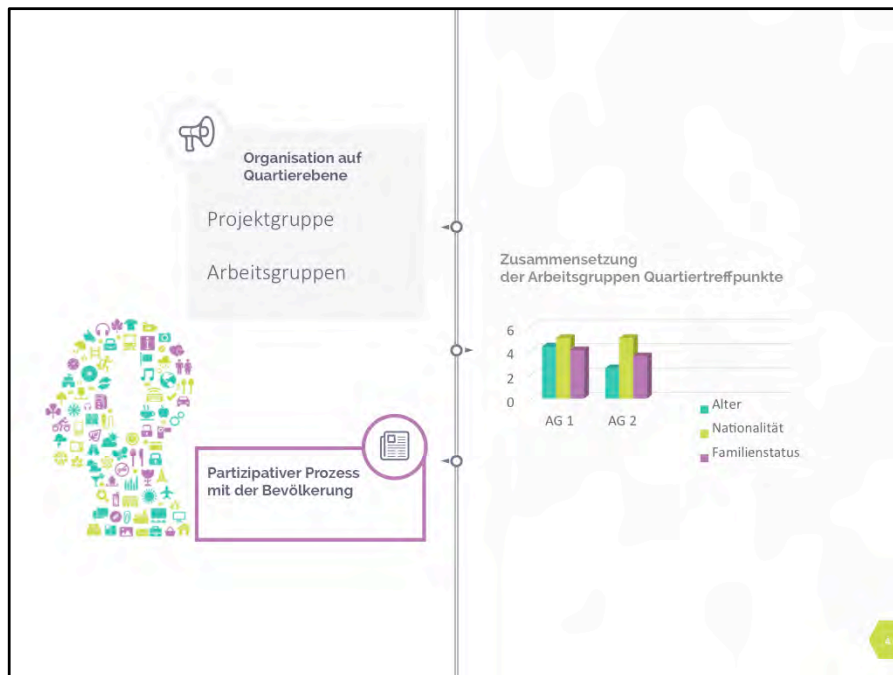 Organisation auf
Quartierebene
Projektgruppe
Arbeitsgruppen
Zusammensetzung
der Arbeitsgruppen Quartiertreffpunkte
6
4
2
0
AG 1 AG 2
Alter
Nationalität
Familienstatus
Partizipativer Prozess
mit der Bevölkerung
4